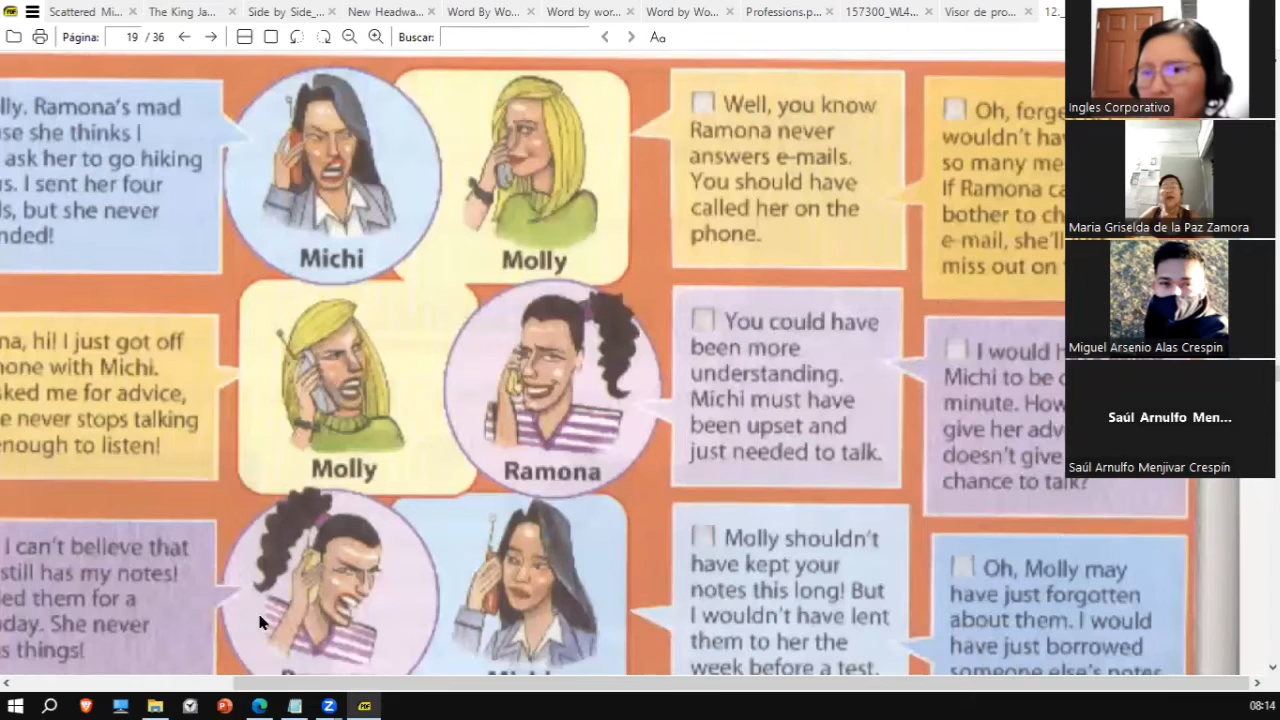 Scattered Mi...
The King Ja...
Side by Side_...
New Headwa...
Word By Wo...
Word by wor...
Word by Wo...
Professions.p...
157300_WL4...
Visor de pro...
12._
Página:
19 / 36
Buscar:
Aa
lly. Ramona's mad
se she thinks I
ask her to go hiking
s. I sent her four
ls, but she never
nded!
Michi
Molly
Well, you know
Ramona never
answers e-mails.
You should have
called her on the
phone.
Oh, forge
wouldn't hav
so many me
If Ramona ca
bother to ch
e-mail, she'll
miss out on
na, hi! I just got off
hone with Michi.
sked me for advice,
e never stops talking
enough to listen!
Molly
Ramona
You could have
been more
understanding.
Michi must have
been upset and
just needed to talk.
I would h
Michi to be q
minute. How
give her adv
doesn't give
chance to talk?
I can't believe that
still has my notes!
ed them for a
day. She never
s things!
Molly shouldn't
have kept your
notes this long! But
I wouldn't have lent
them to her the
week before a test.
Oh, Molly may
have just forgotten
about them. I would
have just borrowed
someone else's notes
Ingles Corporativo
Maria Griselda de la Paz Zamora
Miguel Arsenio Alas Crespin
Saúl Arnulfo Men...
Saúl Arnulfo Menjivar Crespín
08:14